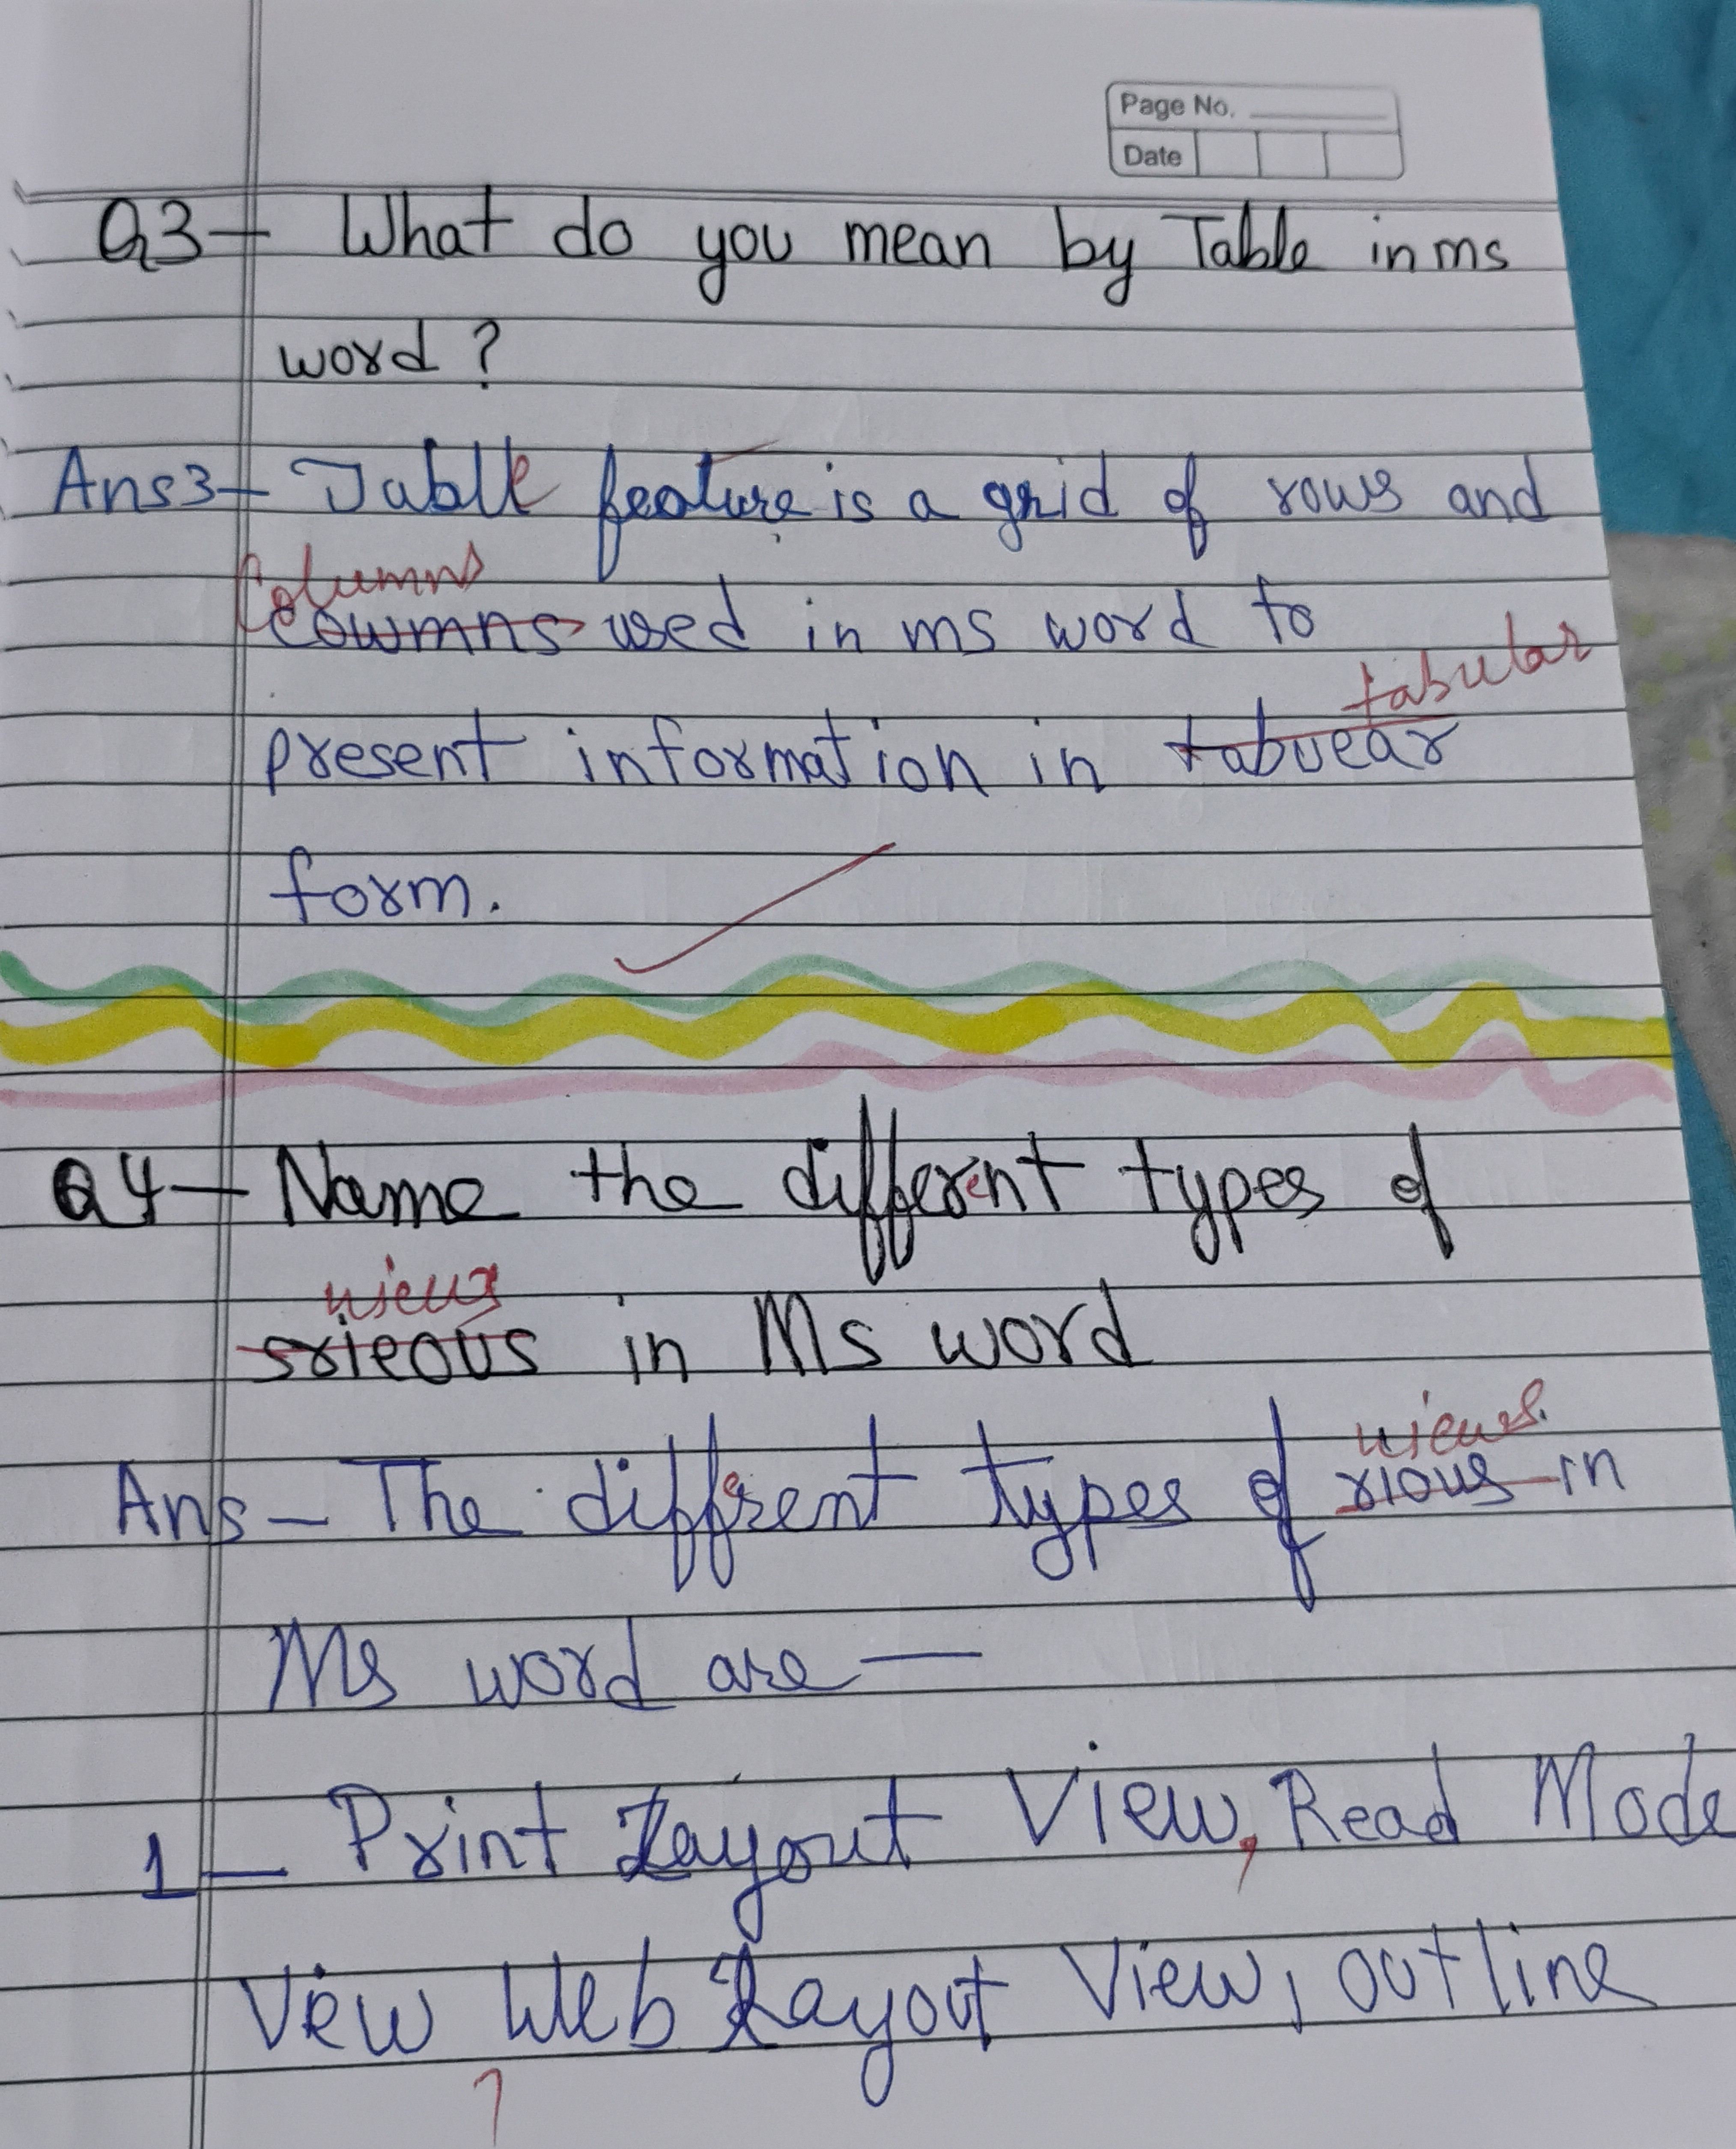 Page No.
Date
Q3- What do you mean by Table in ms
word ?
Ans3- Table feature is a grid of rows and
Columns
cowmns used in ms word to
tabular
present information in tabuear
form.
Q4- Name the different types of
views
in Ms word
Ans- The different types of rious in
views.
Ms word are —
1- Print Layout View, Read Mode
Vew Web Layout View, outline